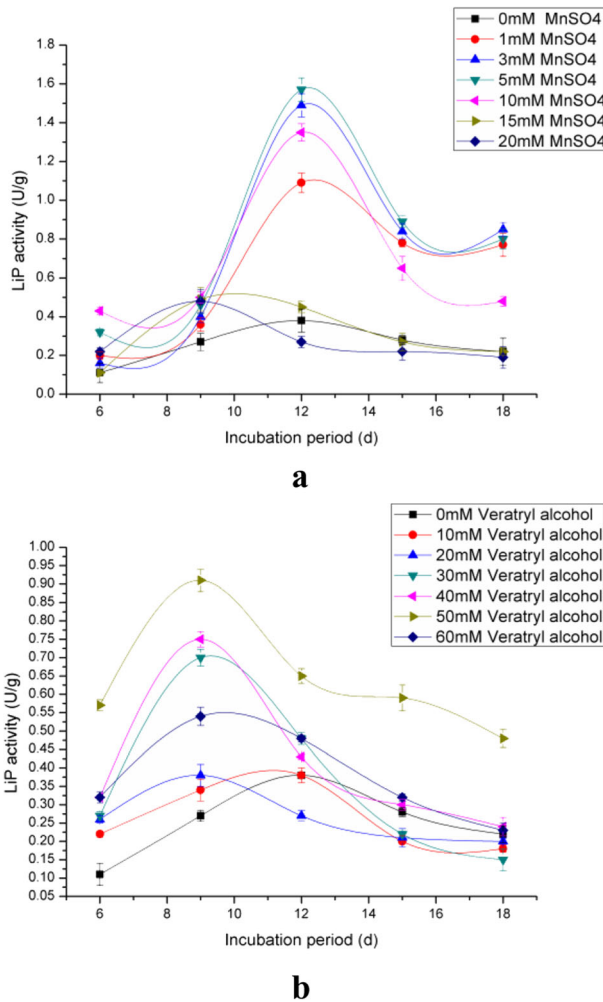 0mM MnSO4
1mM MnSO4
3mM MnSO4
5mM MnSO4
10mM MnSO4
15mM MnSO4
20mM MnSO4
1.8
1.6
1.4
1.2
1.0
0.8
0.6
0.4
0.2
0.0
LiP activity (U/g)
6 8 10 12 14 16 18
Incubation period (d)
a
0mM Veratryl alcohol
10mM Veratryl alcohol
20mM Veratryl alcohol
30mM Veratryl alcohol
40mM Veratryl alcohol
50mM Veratryl alcohol
60mM Veratryl alcohol
1.00
0.95
0.90
0.85
0.80
0.75
0.70
0.65
0.60
0.55
0.50
0.45
0.40
0.35
0.30
0.25
0.20
0.15
0.10
0.05
LiP activity (U/g)
6 8 10 12 14 16 18
Incubation period (d)
b